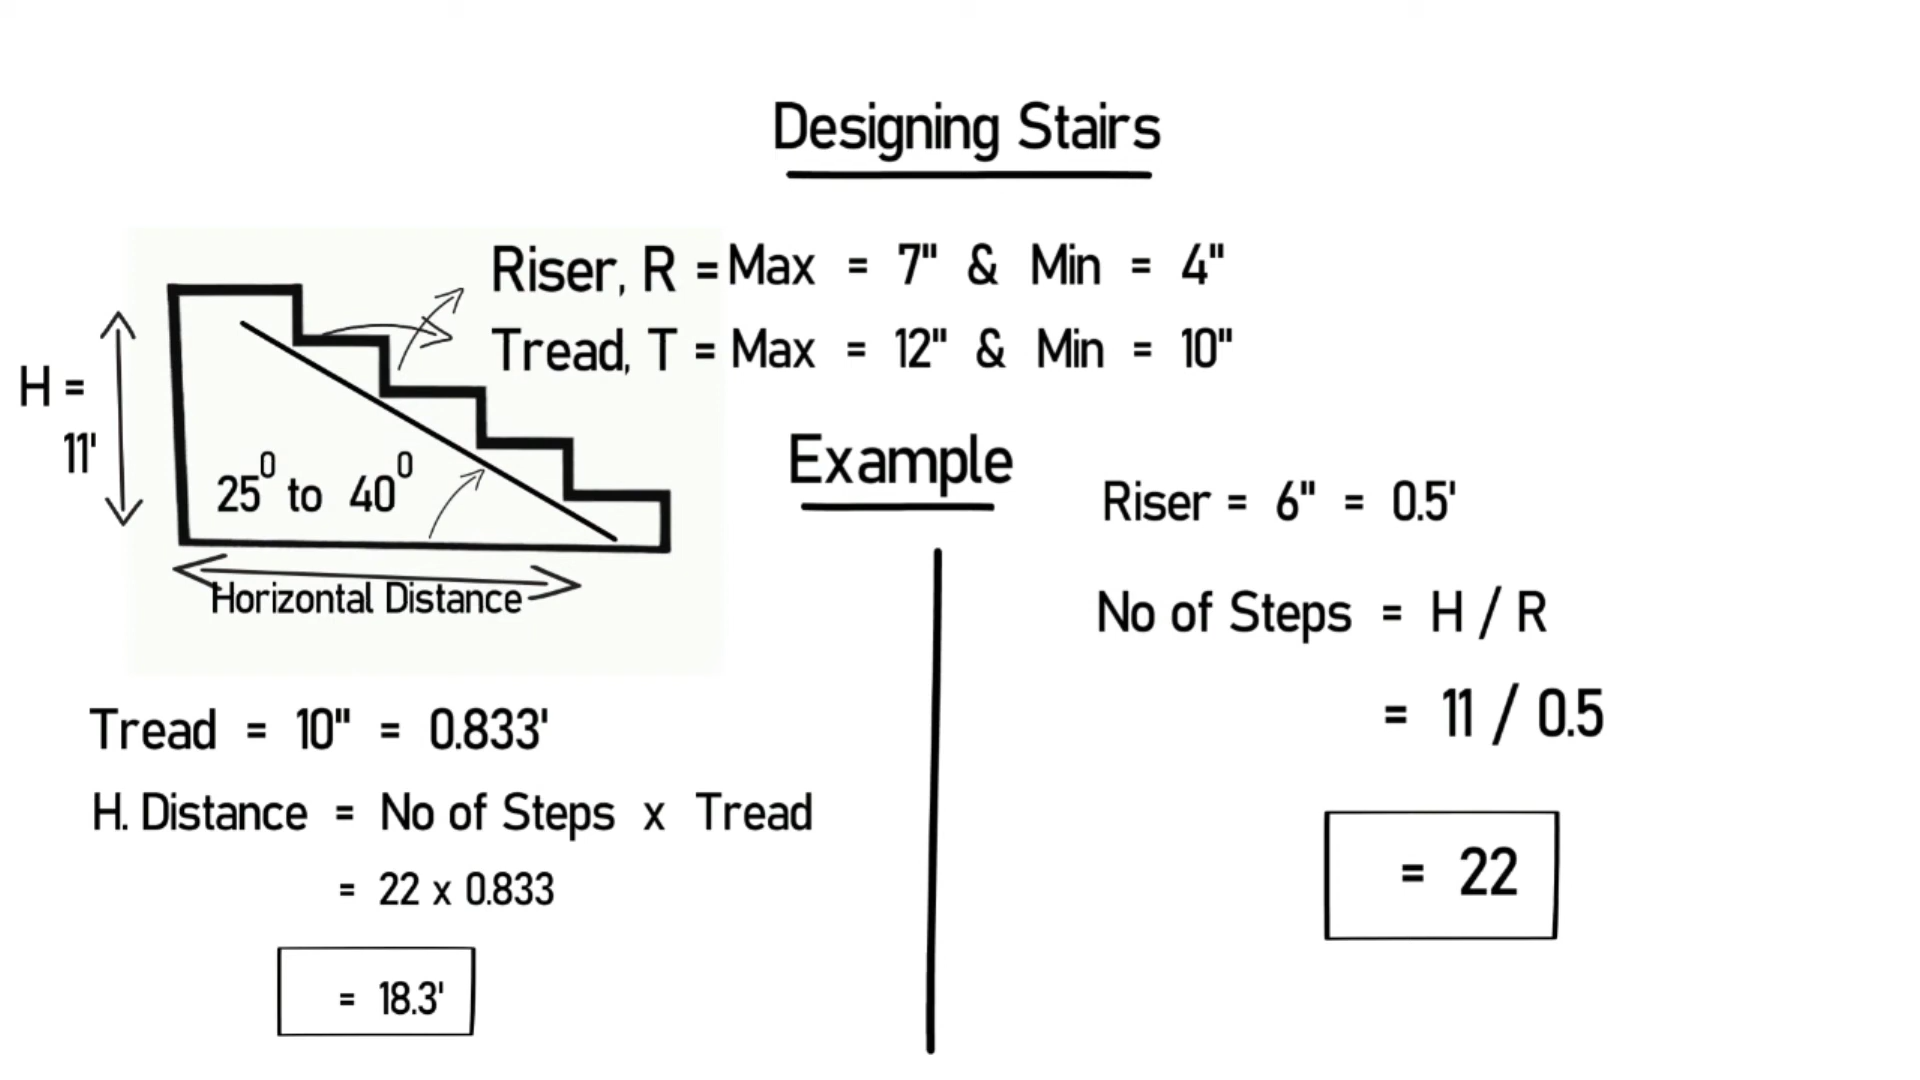 Designing Stairs
Riser, R = Max = 7" & Min = 4"
Tread, T = Max = 12" & Min = 10"
H =
11'
25⁰ to 40⁰
Horizontal Distance
Example
Riser = 6" = 0.5'
No of Steps = H / R
= 11 / 0.5
= 22
Tread = 10" = 0.833'
H. Distance = No of Steps x Tread
= 22 x 0.833
= 18.3'